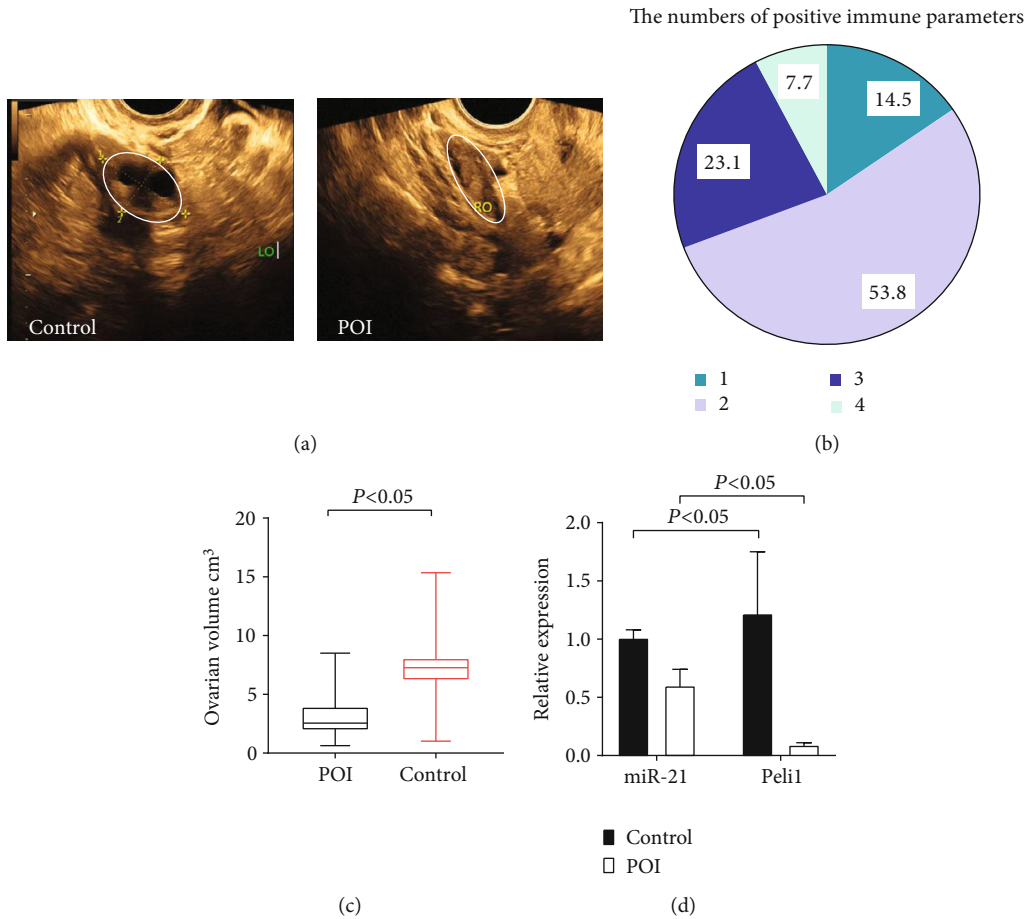 The numbers of positive immune parameters
Control
LO
POI
RO
7.7
14.5
23.1
53.8
1
3
2
4
(a)
(b)
P<0.05
20
15
10
5
0
Ovarian volume cm³
POI
Control
(c)
P<0.05
P<0.05
2.0
1.5
1.0
0.5
0.0
Relative expression
miR-21
Peli1
Control
POI
(d)